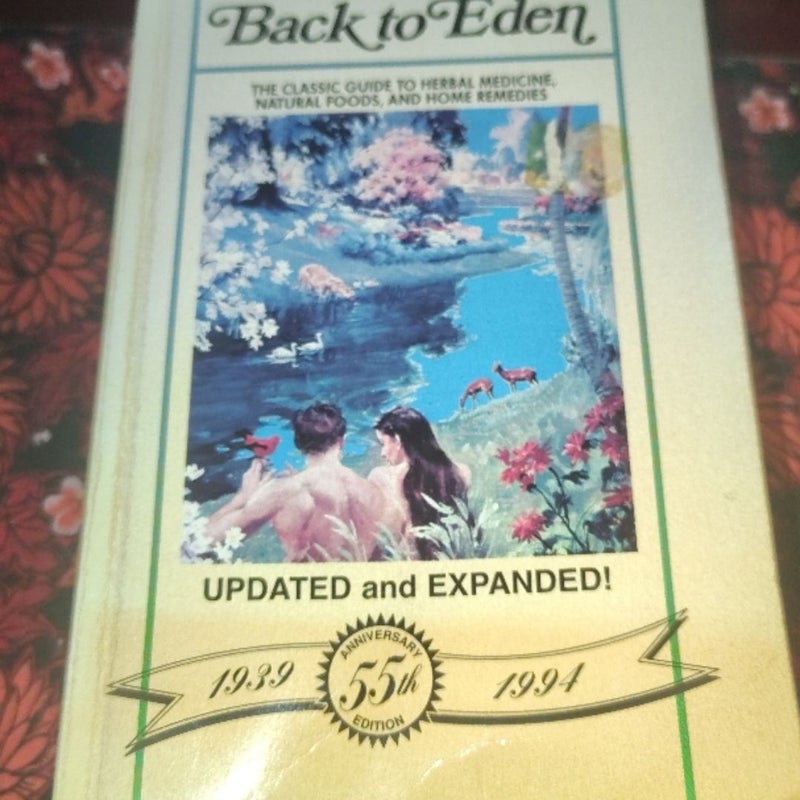 Back to Eden
THE CLASSIC GUIDE TO HERBAL MEDICINE,
NATURAL FOODS, AND HOME REMEDIES
UPDATED and EXPANDED!
1939
ANNIVERSARY
55th
EDITION
1994